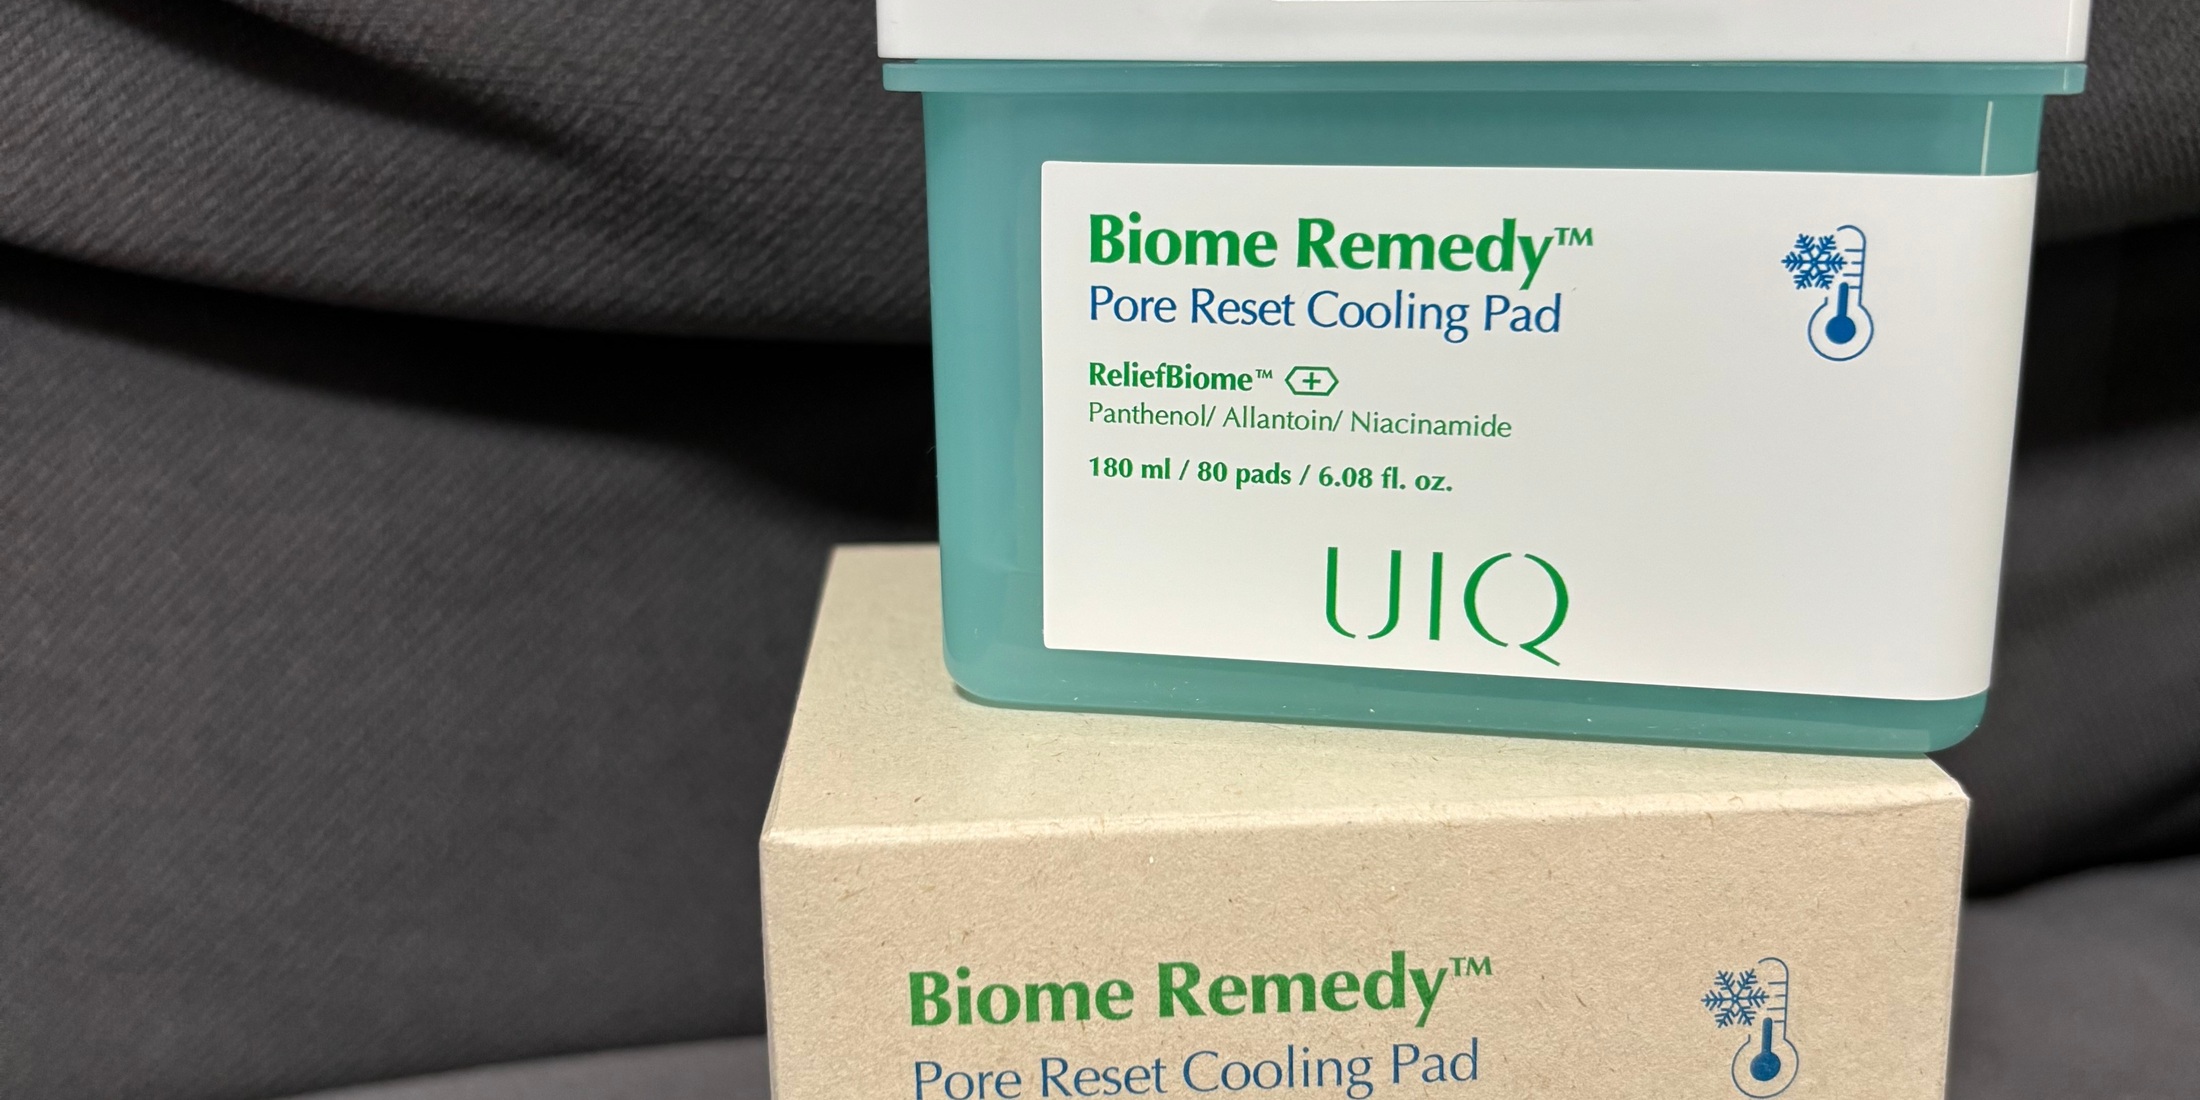 Biome Remedy™
Pore Reset Cooling Pad
ReliefBiome™
Panthenol/ Allantoin/ Niacinamide
180 ml / 80 pads / 6.08 fl. oz.
UIQ
Biome Remedy™
Pore Reset Cooling Pad